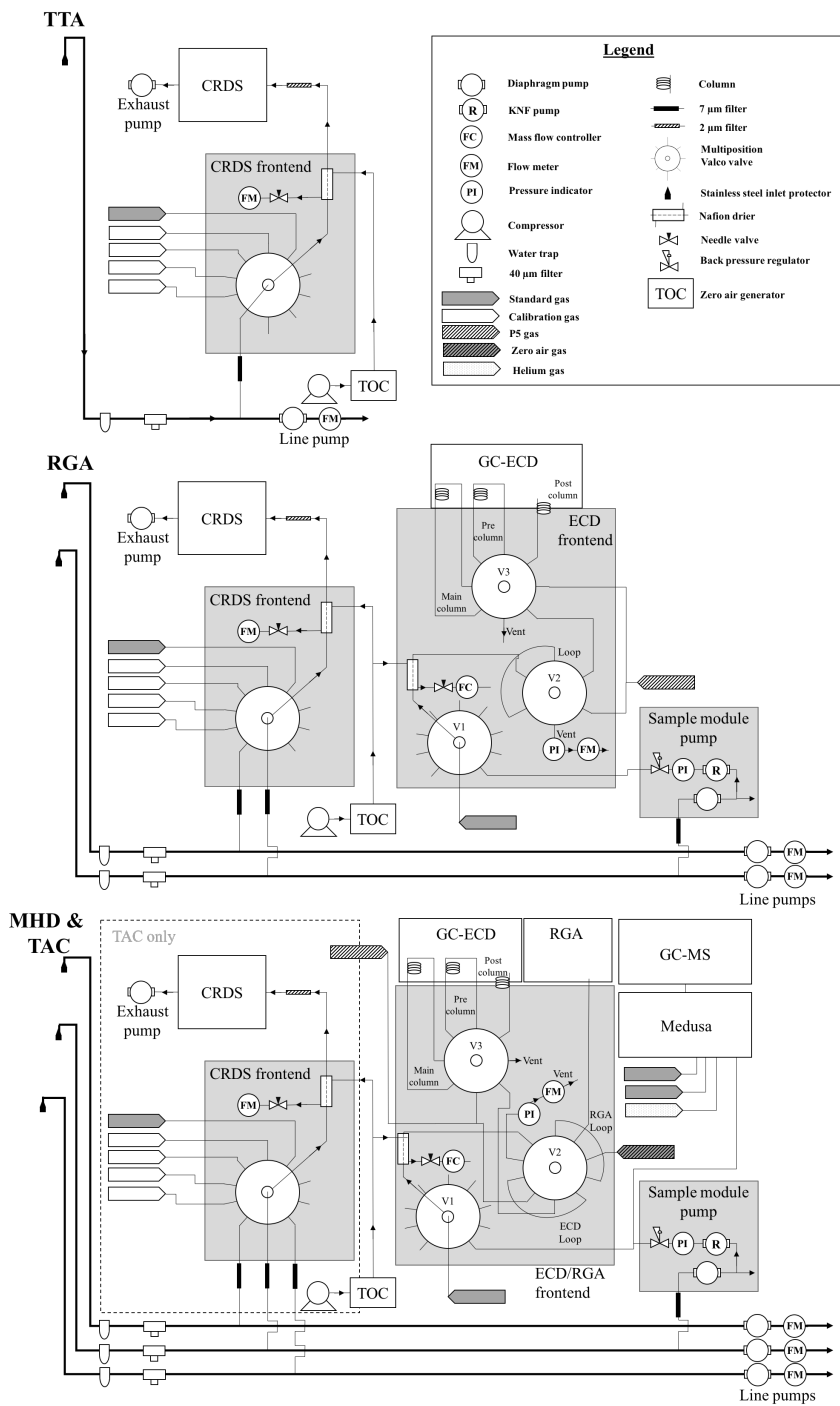 TTA
CRDS
Exhaust
pump
CRDS frontend
FM
TOC
FM
Line pump
Legend
Diaphragm pump
R
KNF pump
FC
Mass flow controller
FM
Flow meter
PI
Pressure indicator
Compressor
Water trap
40 µm filter
Standard gas
Calibration gas
P5 gas
Zero air gas
Helium gas
Column
7 µm filter
2 µm filter
Multiposition
Valco valve
Stainless steel inlet protector
Nafion drier
Needle valve
Back pressure regulator
TOC
Zero air generator
RGA
CRDS
Exhaust
pump
CRDS frontend
FM
TOC
GC-ECD
Post
column
ECD
frontend
Pre
column
V3
Main
column
Vent
Loop
V2
FC
V1
Vent
PI
FM
Sample module
pump
PI
R
FM
FM
Line pumps
MHD &
TAC
TAC only
CRDS
Exhaust
pump
CRDS frontend
FM
TOC
GC-ECD
RGA
Post
column
Pre
column
V3
Vent
Main
column
Vent
FM
PI
RGA
Loop
V2
FC
V1
ECD
Loop
ECD/RGA
frontend
GC-MS
Medusa
Sample module
pump
PI
R
FM
FM
FM
Line pumps